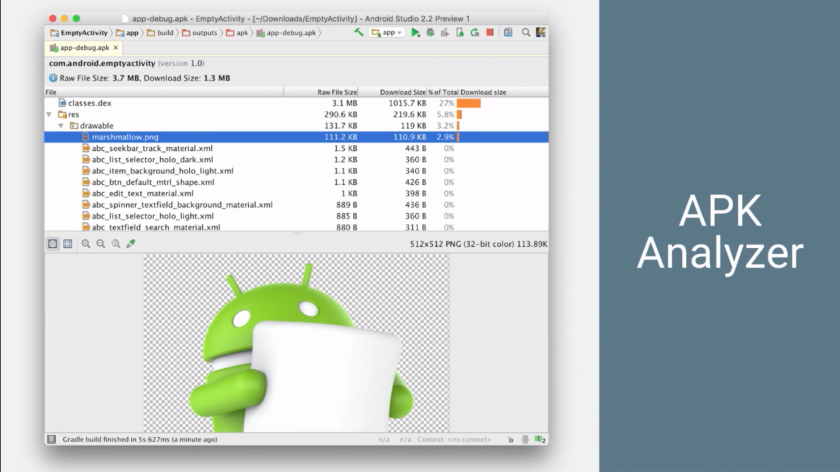 app-debug.apk - EmptyActivity - [~/Downloads/EmptyActivity] - Android Studio 2.2 Preview 1
EmptyActivity app build outputs apk app-debug.apk app
app-debug.apk ×
com.android.emptyactivity (version 1.0)
Raw File Size: 3.7 MB, Download Size: 1.3 MB
File Raw File Size Download Size % of Total Download size
classes.dex 3.1 MB 1015.7 KB 27%
res 290.6 KB 219.6 KB 5.8%
drawable 131.7 KB 119 KB 3.2%
marshmallow.png 111.2 KB 110.9 KB 2.9%
abc_seekbar_track_material.xml 1.5 KB 443 B 0%
abc_list_selector_holo_dark.xml 1.2 KB 360 B 0%
abc_item_background_holo_light.xml 1.1 KB 340 B 0%
abc_btn_default_mtrl_shape.xml 1.1 KB 426 B 0%
abc_edit_text_material.xml 1 KB 398 B 0%
abc_spinner_textfield_background_material.xml 889 B 436 B 0%
abc_list_selector_holo_light.xml 885 B 360 B 0%
abc_textfield_search_material.xml 880 B 311 B 0%
512x512 PNG (32-bit color) 113.89K
Gradle build finished in 5s 627ms (a minute ago) n/a n/a Context: <no context> 2
APK
Analyzer